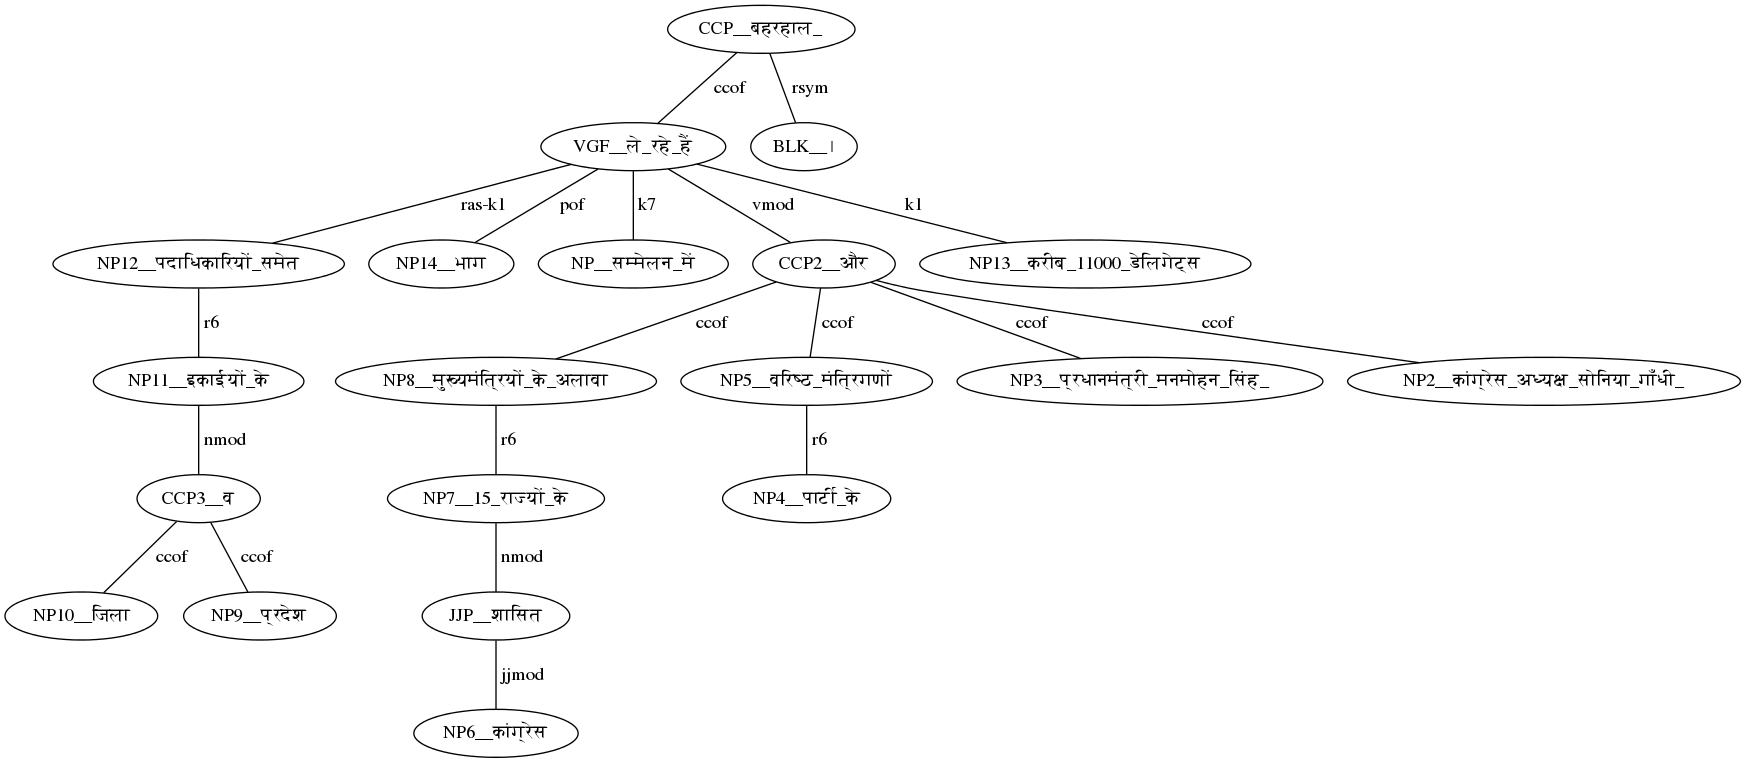 CCP__बहरहाल_
ccof
rsym
VGF__ले_रहे_हैं
BLK__।
ras-k1
pof
k7
vmod
k1
NP12__पदाधिकारियों_समेत
NP14__भाग
NP__सम्मेलन_में
CCP2__और
NP13__करीब_11000_डेलिगेट्स
r6
ccof
ccof
ccof
ccof
NP11__इकाईयों_के
NP8__मुख्यमंत्रियों_के_अलावा
NP5__वरिष्ठ_मंत्रिगणों
NP3__प्रधानमंत्री_मनमोहन_सिंह_
NP2__कांग्रेस_अध्यक्ष_सोनिया_गाँधी_
nmod
r6
r6
CCP3__व
NP7__15_राज्यों_के
NP4__पार्टी_के
ccof
ccof
nmod
NP10__जिला
NP9__प्रदेश
JJP__शासित
jjmod
NP6__कांग्रेस